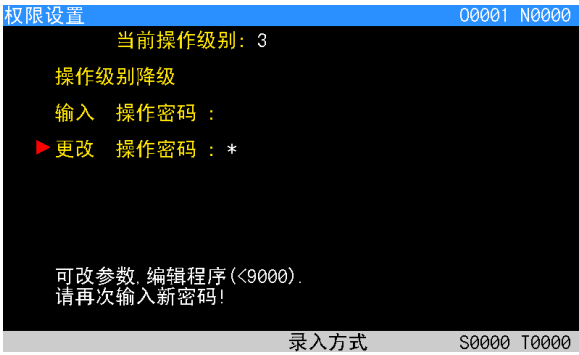 权限设置 O0001 N0000
当前操作级别: 3
操作级别降级
输入 操作密码 :
更改 操作密码 : *
可改参数,编辑程序(<9000).
请再次输入新密码!
录入方式 S0000 T0000